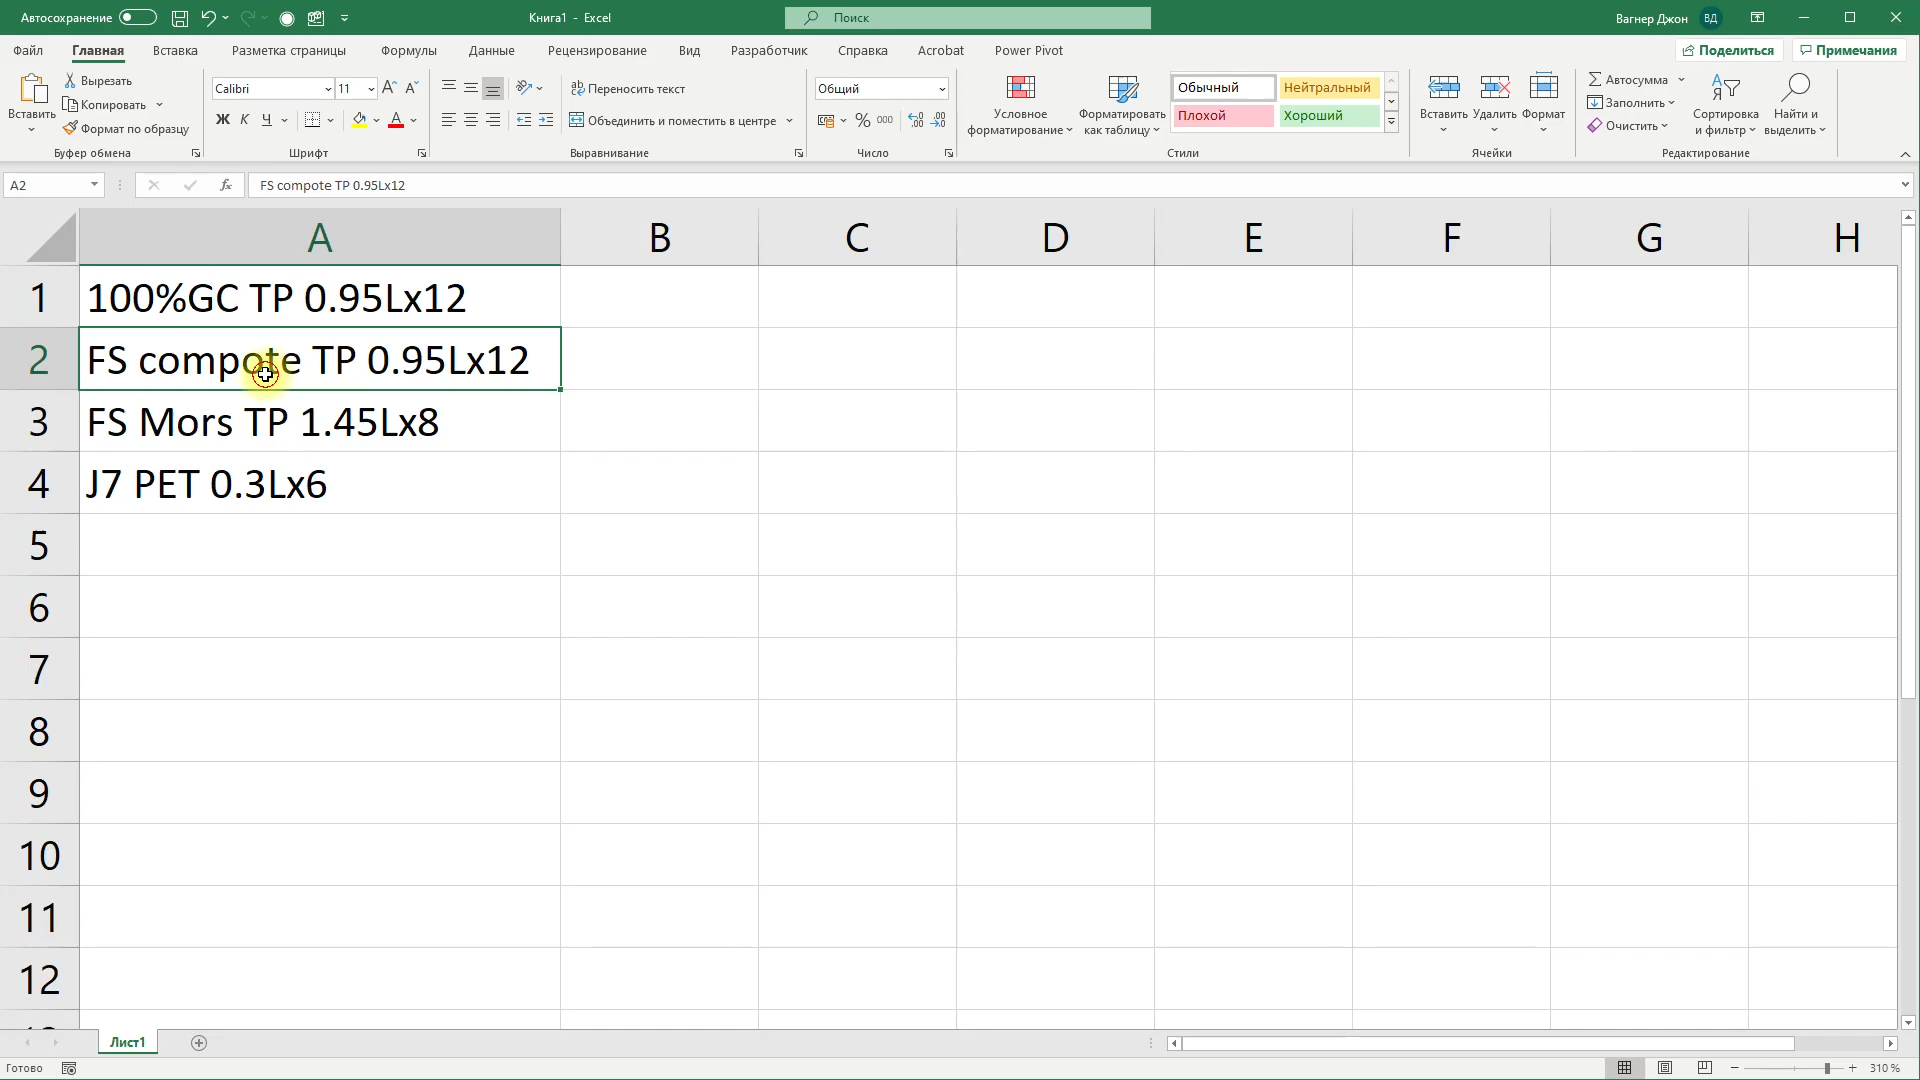 Автосохранение
Книга1 - Excel
Поиск
Вагнер Джон ВД
Файл Главная Вставка Разметка страницы Формулы Данные Рецензирование Вид Разработчик Справка Acrobat Power Pivot
Поделиться Примечания
Вставить
Вырезать
Копировать
Формат по образцу
Буфер обмена
Calibri 11
Ж К Ч
Шрифт
Переносить текст
Объединить и поместить в центре
Выравнивание
Общий
% 000
Число
Условное
форматирование
Форматировать
как таблицу
Обычный Нейтральный
Плохой Хороший
Стили
Вставить Удалить Формат
Ячейки
Автосумма
Заполнить
Очистить
Сортировка
и фильтр
Найти и
выделить
Редактирование
A2
fx
FS compote TP 0.95Lx12
A B C D E F G H
1 100%GC TP 0.95Lx12
2 FS compote TP 0.95Lx12
3 FS Mors TP 1.45Lx8
4 J7 PET 0.3Lx6
5
6
7
8
9
10
11
12
Лист1
Готово
310 %